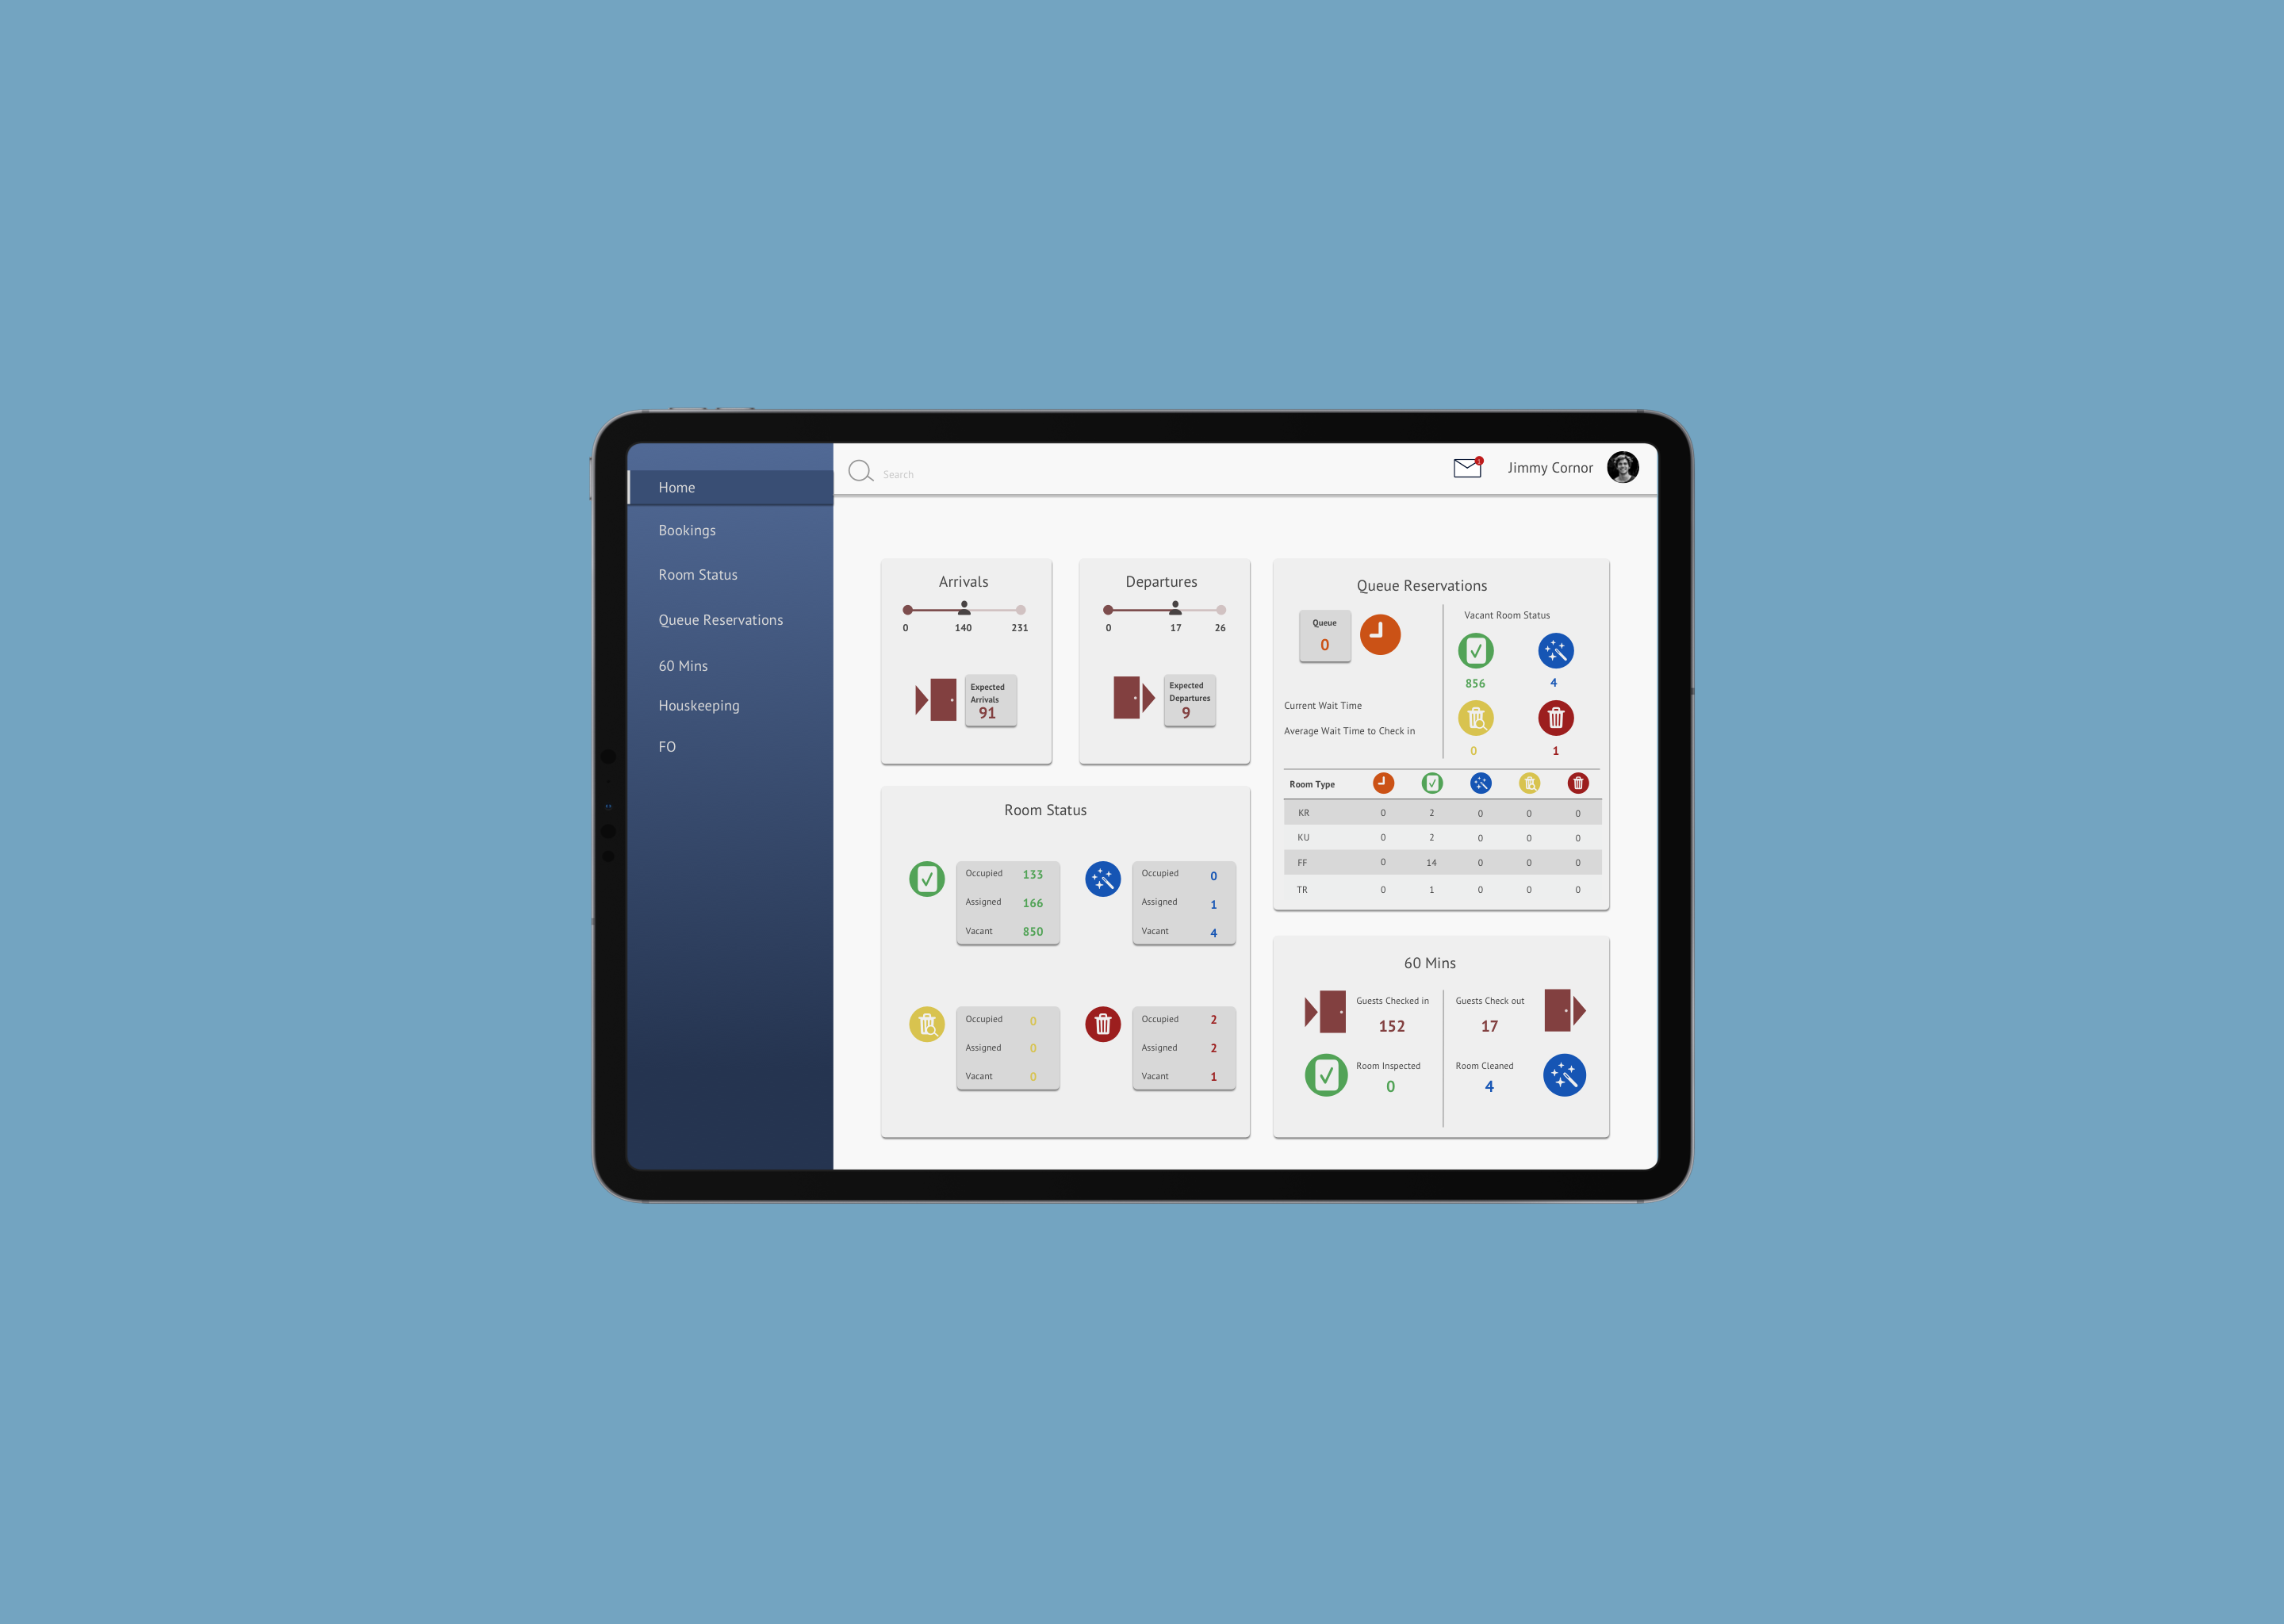 Home
Bookings
Room Status
Queue Reservations
60 Mins
Houskeeping
FO
Search
1
Jimmy Cornor
Arrivals
0 140 231
Expected
Arrivals
91
Departures
0 17 26
Expected
Departures
9
Queue Reservations
Queue
0
Current Wait Time
Average Wait Time to Check in
Vacant Room Status
856 4
0 1
Room Type
KR 0 2 0 0 0
KU 0 2 0 0 0
FF 0 14 0 0 0
TR 0 1 0 0 0
Room Status
Occupied 133
Assigned 166
Vacant 850
Occupied 0
Assigned 1
Vacant 4
Occupied 0
Assigned 0
Vacant 0
Occupied 2
Assigned 2
Vacant 1
60 Mins
Guests Checked in
152
Guests Check out
17
Room Inspected
0
Room Cleaned
4